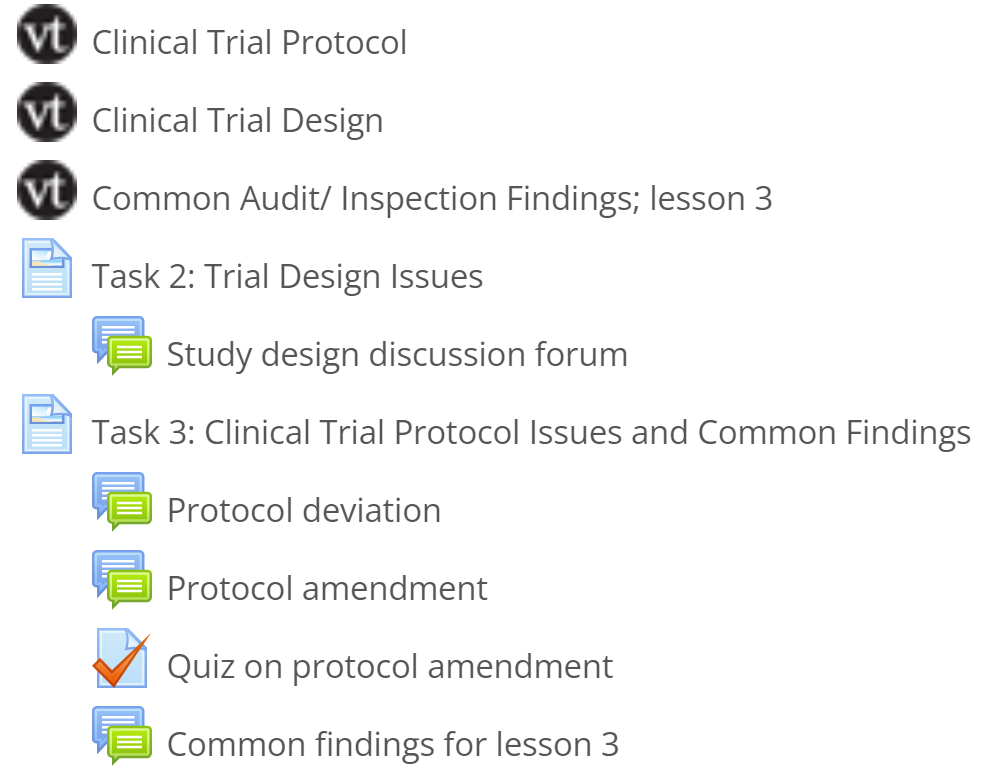 vt Clinical Trial Protocol
vt Clinical Trial Design
vt Common Audit/ Inspection Findings; lesson 3
Task 2: Trial Design Issues
Study design discussion forum
Task 3: Clinical Trial Protocol Issues and Common Findings
Protocol deviation
Protocol amendment
Quiz on protocol amendment
Common findings for lesson 3